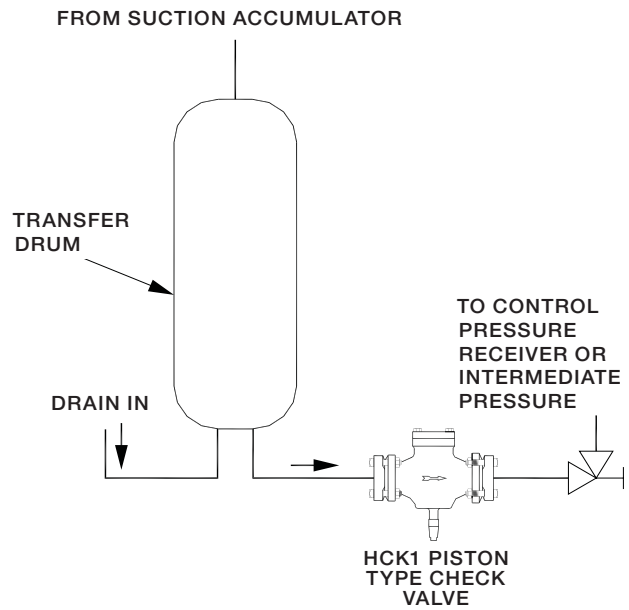 FROM SUCTION ACCUMULATOR
TRANSFER
DRUM
TO CONTROL
PRESSURE
RECEIVER OR
INTERMEDIATE
PRESSURE
DRAIN IN
HCK1 PISTON
TYPE CHECK
VALVE